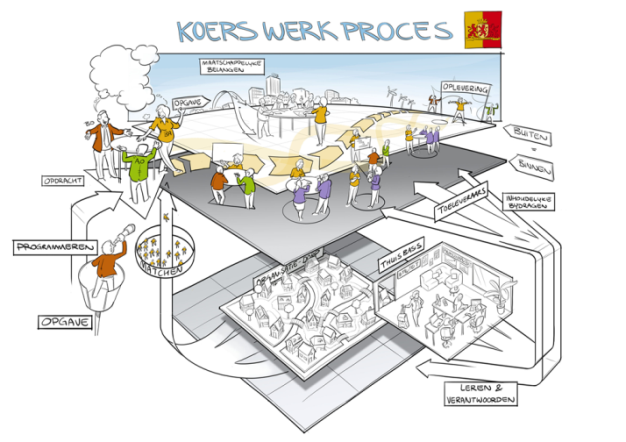 KOERS WERK PROCES
MAATSCHAPPELIJKE
BELANGEN
OPGAVE
OPLEVERING
BUITEN
=
BINNEN
AO
OPDRACHT
TOELEVERAARS
INHOUDELIJKE
BIJDRAGEN
PROGRAMMEREN
MATCHEN
THUISBASIS
OPGAVE
LEREN &
VERANTWOORDEN